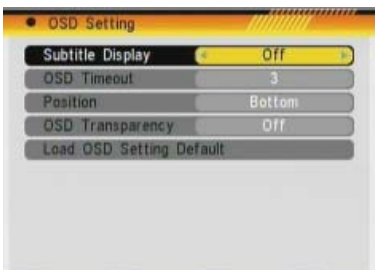 OSD Setting
Subtitle Display Off
OSD Timeout 3
Position Bottom
OSD Transparency Off
Load OSD Setting Default